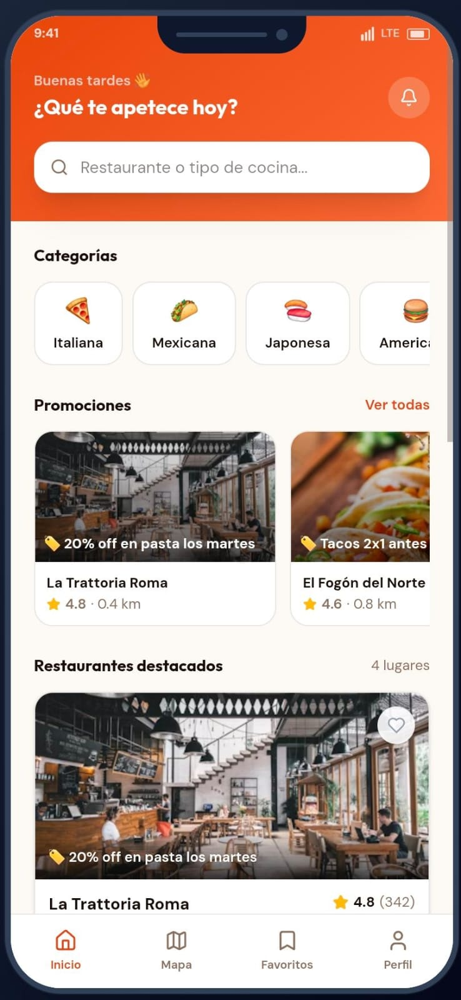 9:41
LTE
Buenas tardes 👋
¿Qué te apetece hoy?
Restaurante o tipo de cocina...
Categorías
Italiana
Mexicana
Japonesa
America
Promociones
Ver todas
🏷️ 20% off en pasta los martes
🏷️ Tacos 2x1 antes
La Trattoria Roma
⭐ 4.8 · 0.4 km
El Fogón del Norte
⭐ 4.6 · 0.8 km
Restaurantes destacados
4 lugares
🏷️ 20% off en pasta los martes
La Trattoria Roma
⭐ 4.8 (342)
Inicio
Mapa
Favoritos
Perfil